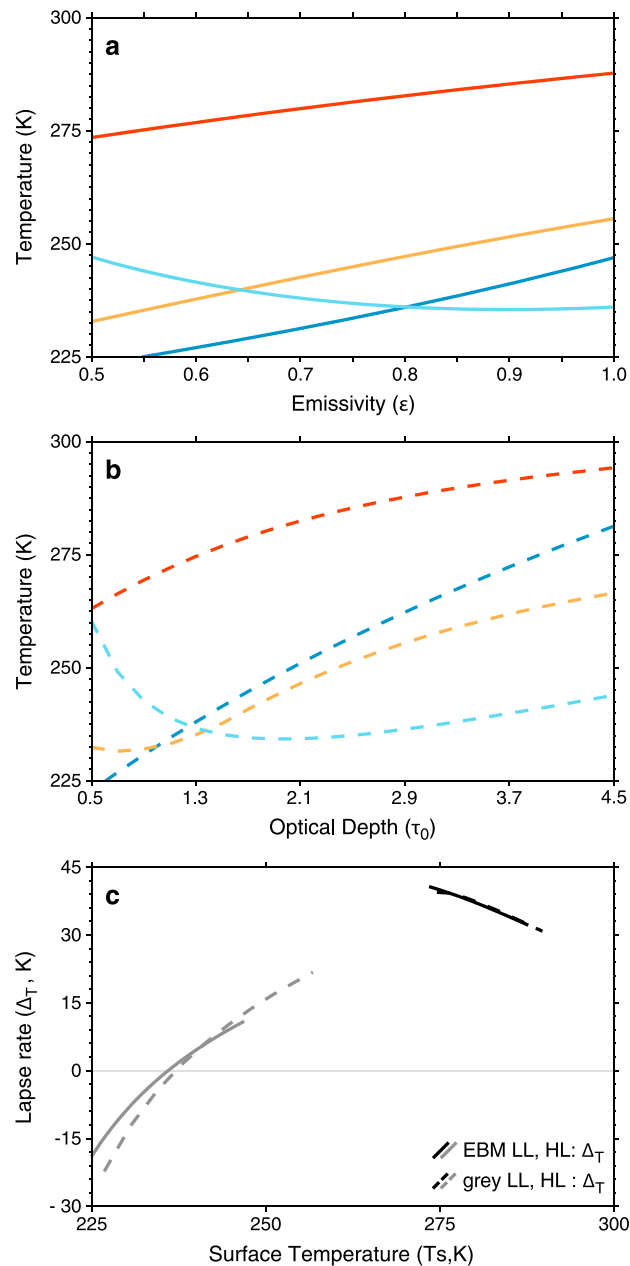 300
a
275
250
225
Temperature (K)
0.5 0.6 0.7 0.8 0.9 1.0
Emissivity (ε)
300
b
275
250
225
Temperature (K)
0.5 1.3 2.1 2.9 3.7 4.5
Optical Depth (τ0)
45
c
30
15
0
-15
- 30
Lapse rate (ΔT , K)
EBM LL, HL: ΔT
grey LL, HL : ΔT
225 250 275 300
Surface Temperature (Ts,K)